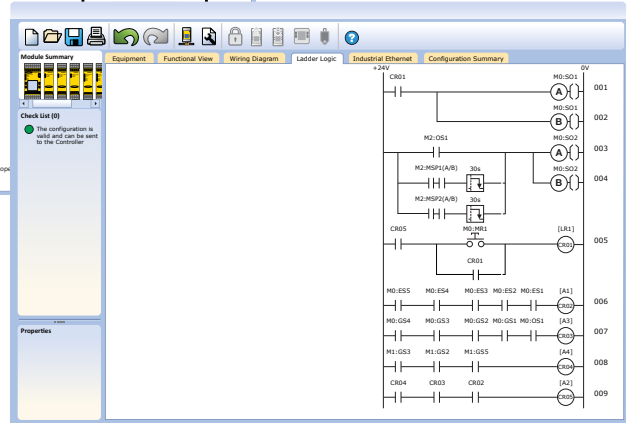 Module Summary
Equipment
Functional View
Wiring Diagram
Ladder Logic
Industrial Ethernet
Configuration Summary
+24V
0V
CR01
M0:SO1
A
001
M0:SO1
B
002
Check List (0)
The configuration is
valid and can be sent
to the Controller
M2:OS1
M0:SO2
A
003
M2:MSP1(A/B)
30s
M0:SO2
B
004
M2:MSP2(A/B)
30s
CR05
M0:MR1
[LR1]
CR01
005
CR01
M0:ES5
M0:ES4
M0:ES3
M0:ES2
M0:ES1
[A1]
CR02
006
Properties
M0:GS4
M0:GS3
M0:GS2
M0:GS1
M0:OS1
[A3]
CR03
007
M1:GS3
M1:GS2
M1:GS5
[A4]
CR04
008
CR04
CR03
CR02
[A2]
CR05
009